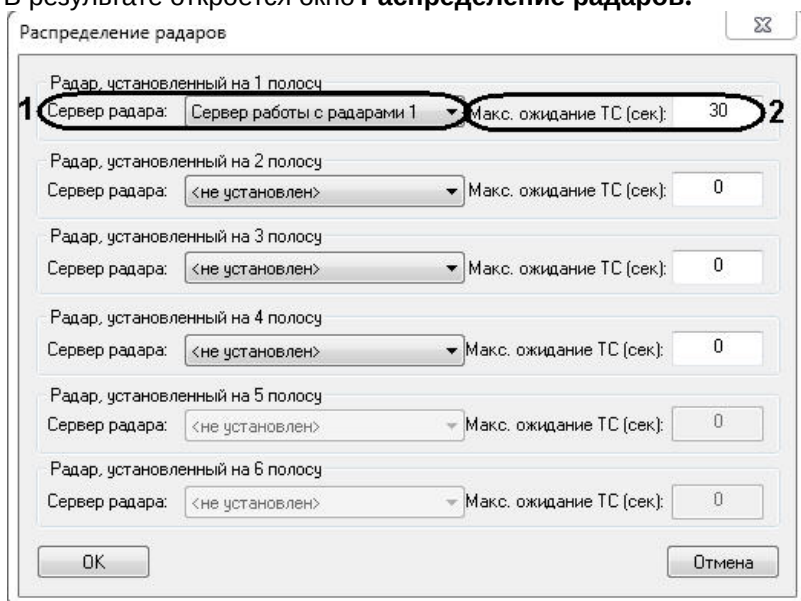 В результате откроется окно Распределение радаров.
Распределение радаров
Радар, установленный на 1 полосу
1 Сервер радара: Сервер работы с радарами 1 Макс. ожидание ТС (сек): 30 2
Радар, установленный на 2 полосу
Сервер радара: <не установлен> Макс. ожидание ТС (сек): 0
Радар, установленный на 3 полосу
Сервер радара: <не установлен> Макс. ожидание ТС (сек): 0
Радар, установленный на 4 полосу
Сервер радара: <не установлен> Макс. ожидание ТС (сек): 0
Радар, установленный на 5 полосу
Сервер радара: <не установлен> Макс. ожидание ТС (сек): 0
Радар, установленный на 6 полосу
Сервер радара: <не установлен> Макс. ожидание ТС (сек): 0
OK Отмена